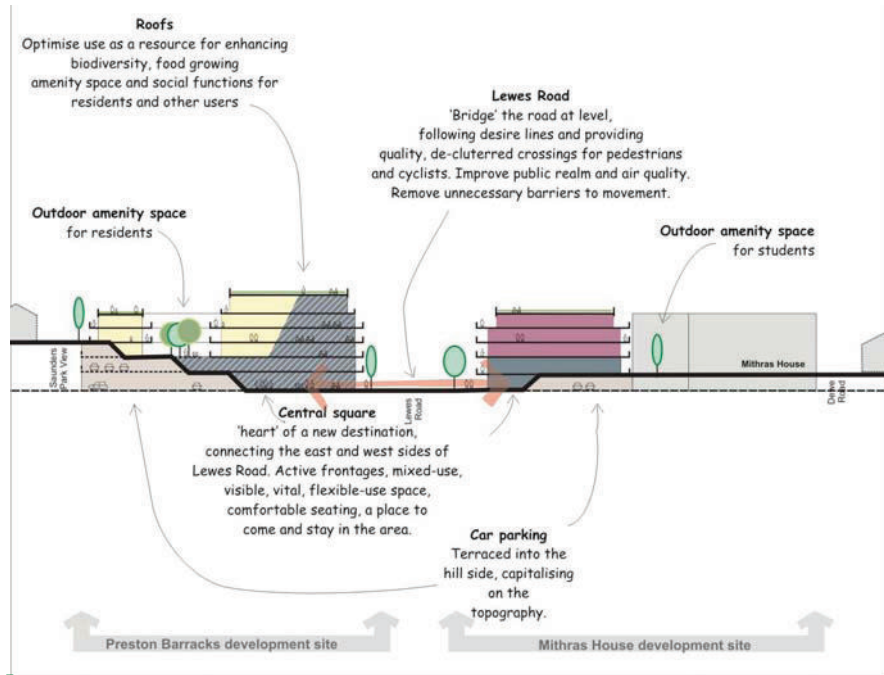 Roofs
Optimise use as a resource for enhancing
biodiversity, food growing
amenity space and social functions for
residents and other users
Lewes Road
'Bridge' the road at level,
following desire lines and providing
quality, de-cluterred crossings for pedestrians
and cyclists. Improve public realm and air quality.
Remove unnecessary barriers to movement.
Outdoor amenity space
for residents
Outdoor amenity space
for students
Saunders
Park View
Lewes
Road
Mithras House
Road
Central square
'heart' of a new destination,
connecting the east and west sides of
Lewes Road. Active frontages, mixed-use,
visible, vital, flexible-use space,
comfortable seating, a place to
come and stay in the area.
Car parking
Terraced into the
hill side, capitalising
on the
topography.
Preston Barracks development site
Mithras House development site